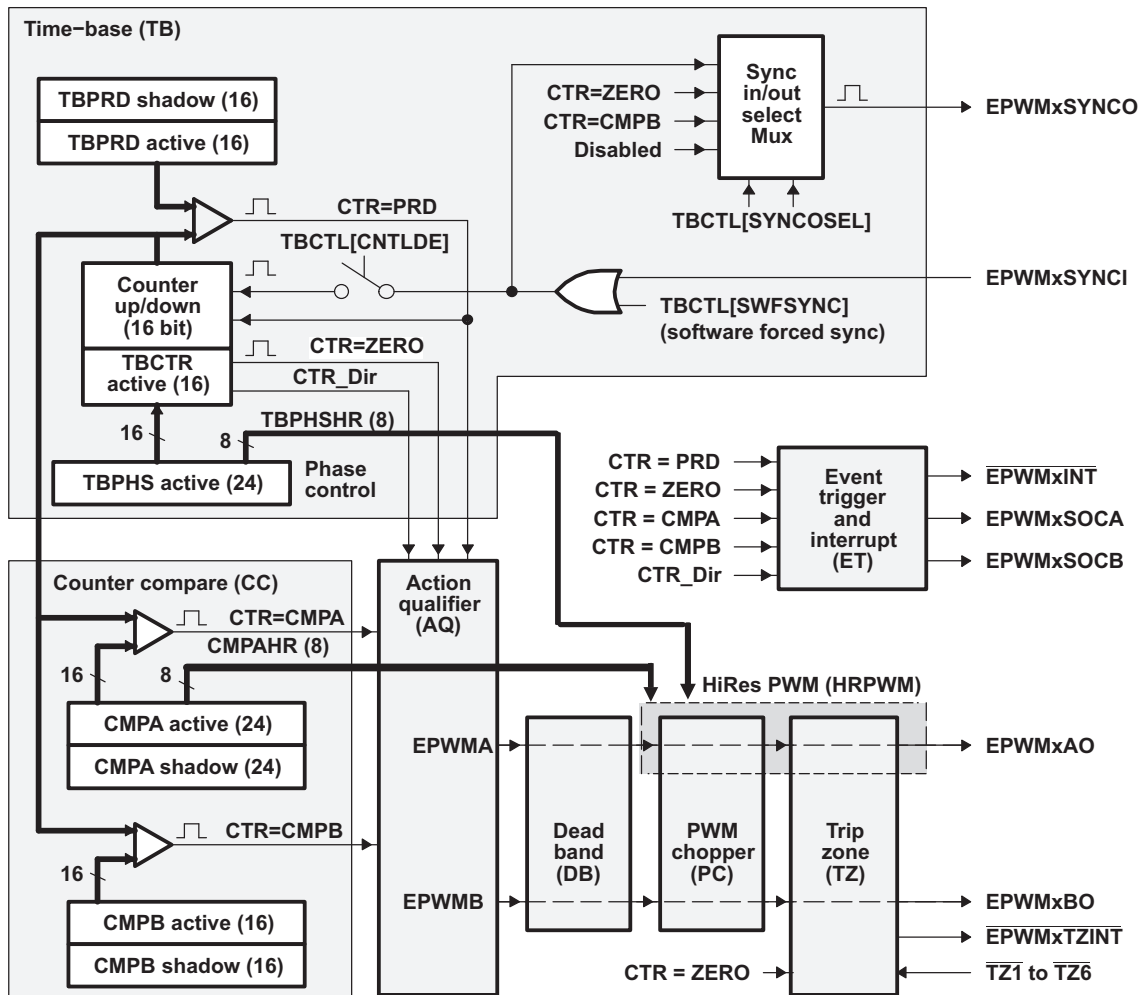 Time−base (TB)
TBPRD shadow (16)
TBPRD active (16)
CTR=ZERO
CTR=CMPB
Disabled
Sync
in/out
select
Mux
EPWMxSYNCO
TBCTL[SYNCOSEL]
CTR=PRD
TBCTL[CNTLDE]
EPWMxSYNCI
Counter
up/down
(16 bit)
TBCTL[SWFSYNC]
(software forced sync)
TBCTR
active (16)
CTR=ZERO
CTR_Dir
16
8
TBPHSHR (8)
TBPHS active (24)
Phase
control
CTR = PRD
CTR = ZERO
CTR = CMPA
CTR = CMPB
CTR_Dir
Event
trigger
and
interrupt
(ET)
EPWMxINT
EPWMxSOCA
EPWMxSOCB
Counter compare (CC)
Action
qualifier
(AQ)
CTR=CMPA
CMPAHR (8)
16
8
CMPA active (24)
CMPA shadow (24)
HiRes PWM (HRPWM)
EPWMA
EPWMxAO
CTR=CMPB
16
CMPB active (16)
CMPB shadow (16)
Dead
band
(DB)
PWM
chopper
(PC)
Trip
zone
(TZ)
EPWMB
EPWMxBO
EPWMxTZINT
CTR = ZERO
TZ1 to TZ6